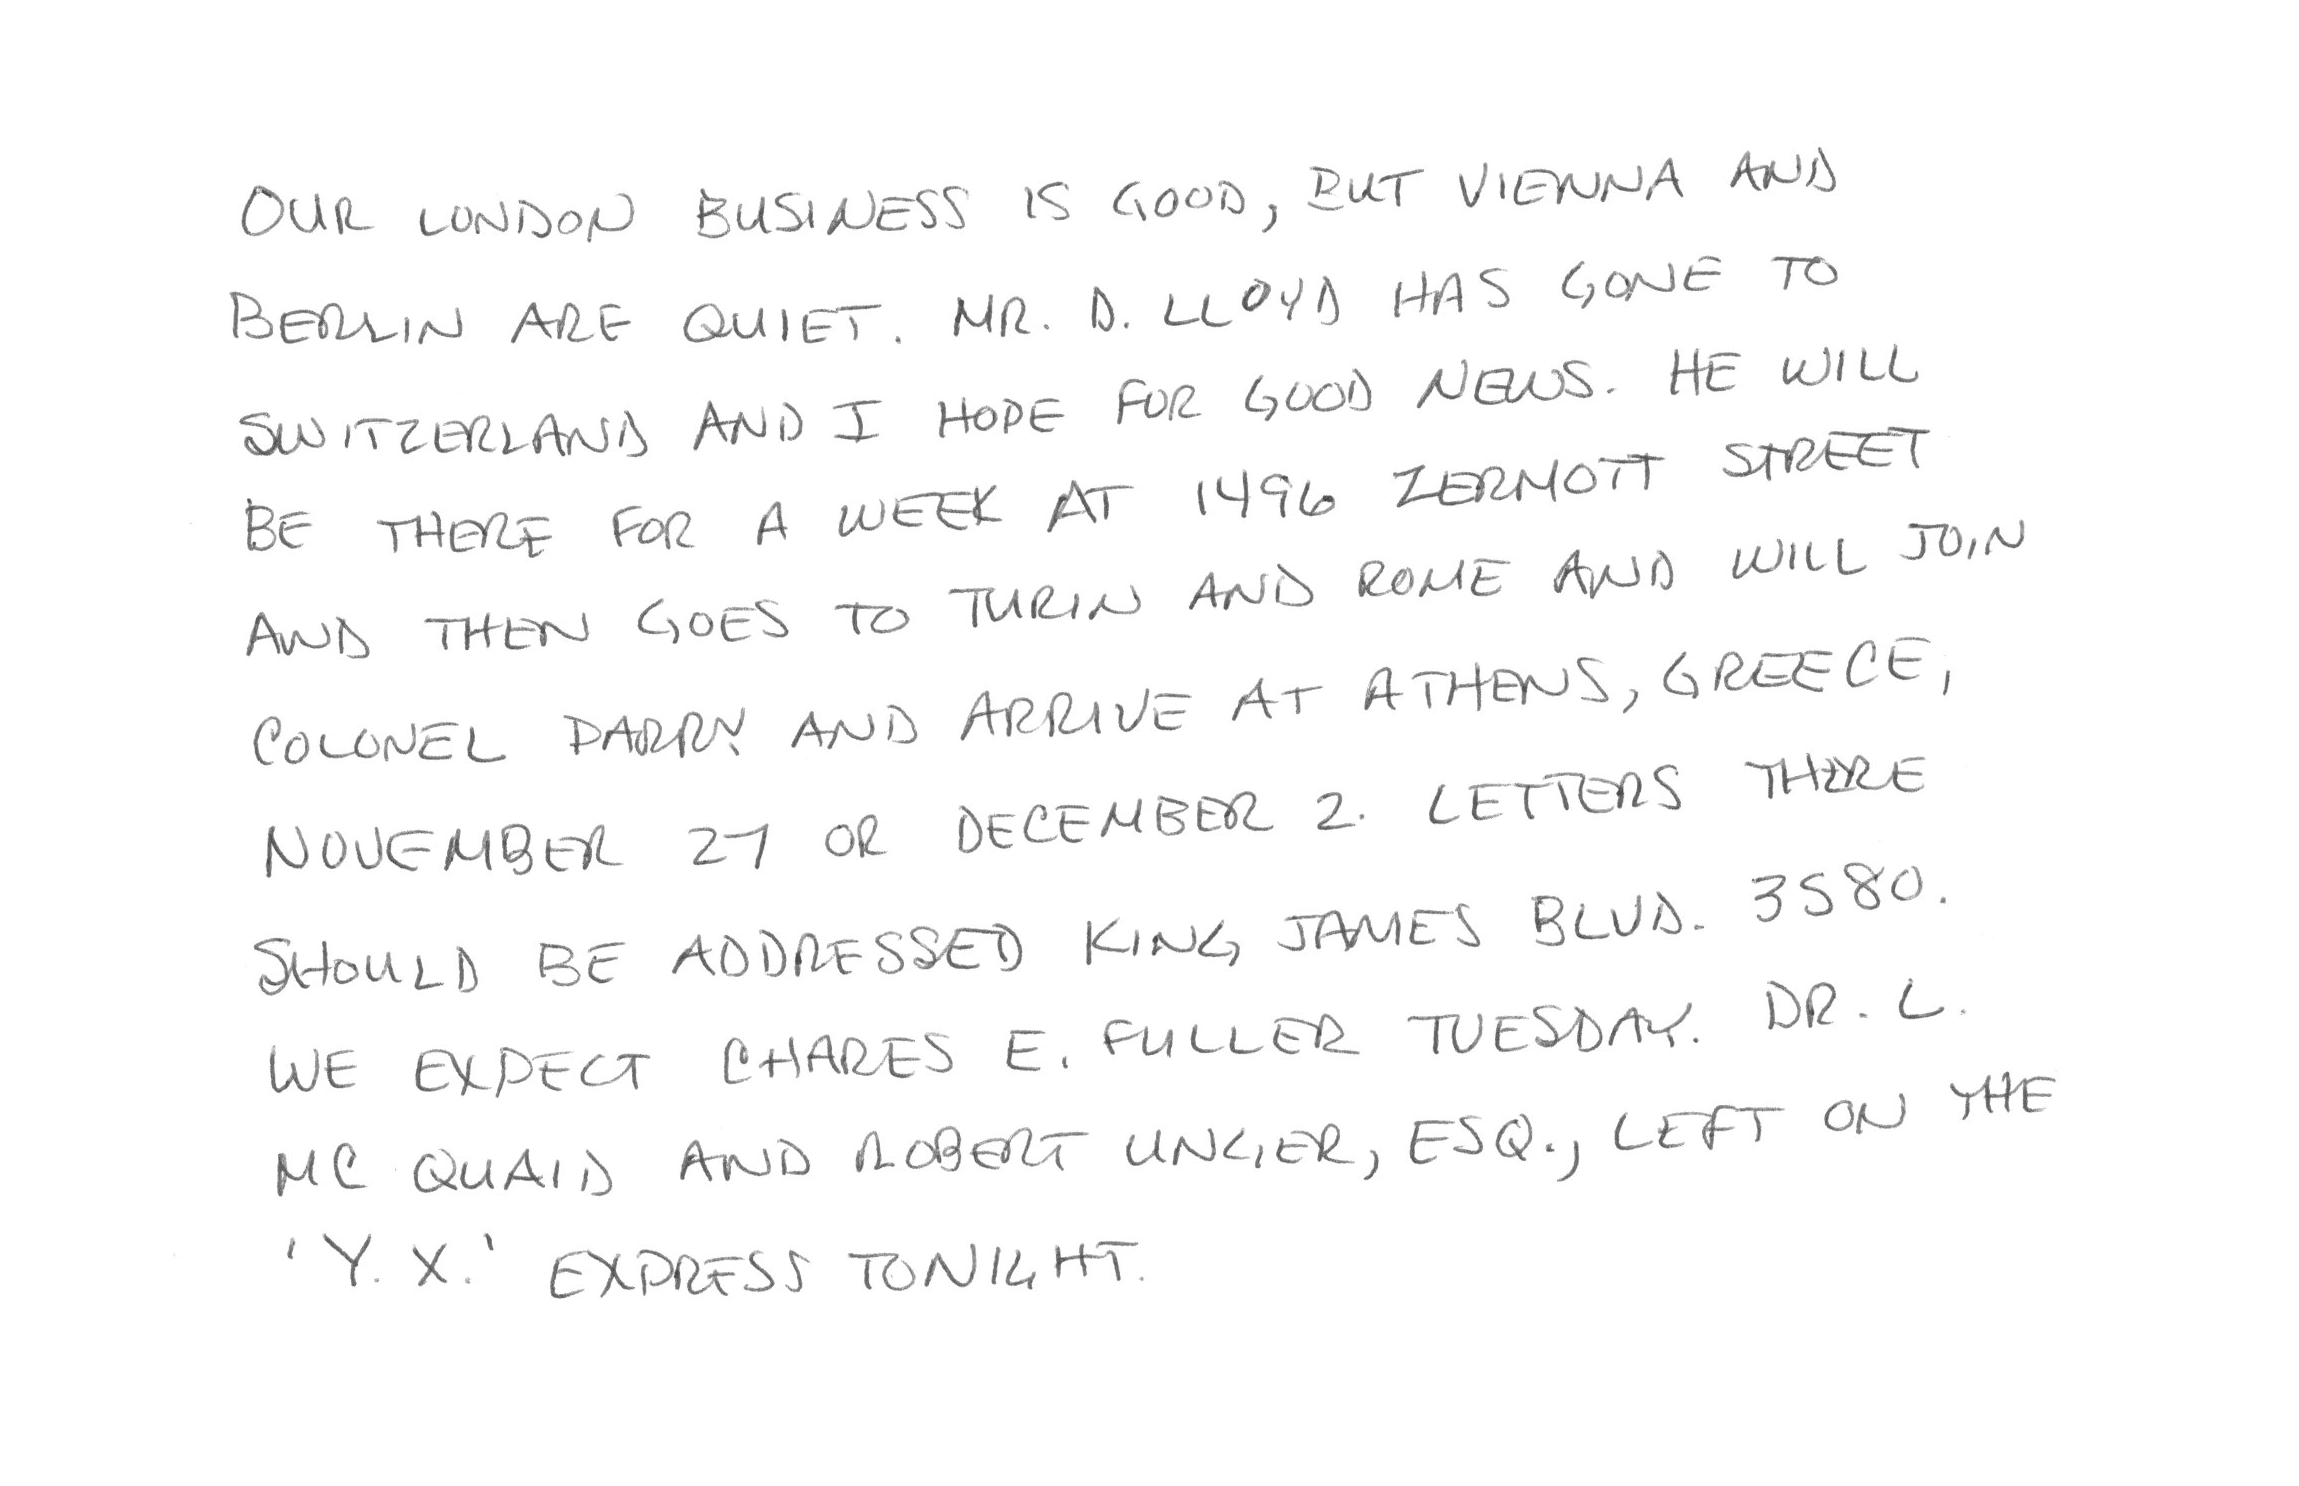 OUR LONDON BUSINESS IS GOOD, BUT VIENNA AND
BERLIN ARE QUIET. MR. D. LLOYD HAS GONE TO
SWITZERLAND AND I HOPE FOR GOOD NEWS. HE WILL
BE THERE FOR A WEEK AT 1496 ZERMOTT STREET
AND THEN GOES TO TURIN AND ROME AND WILL JOIN
COLONEL PARRY AND ARRIVE AT ATHENS, GREECE,
NOVEMBER 27 OR DECEMBER 2. LETTERS THERE
SHOULD BE ADDRESSED KING JAMES BLVD. 3580.
WE EXPECT CHARES E. FULLER TUESDAY. DR. L.
MC QUAID AND ROBERT UNGER, ESQ., LEFT ON THE
'Y. X.' EXPRESS TONIGHT.